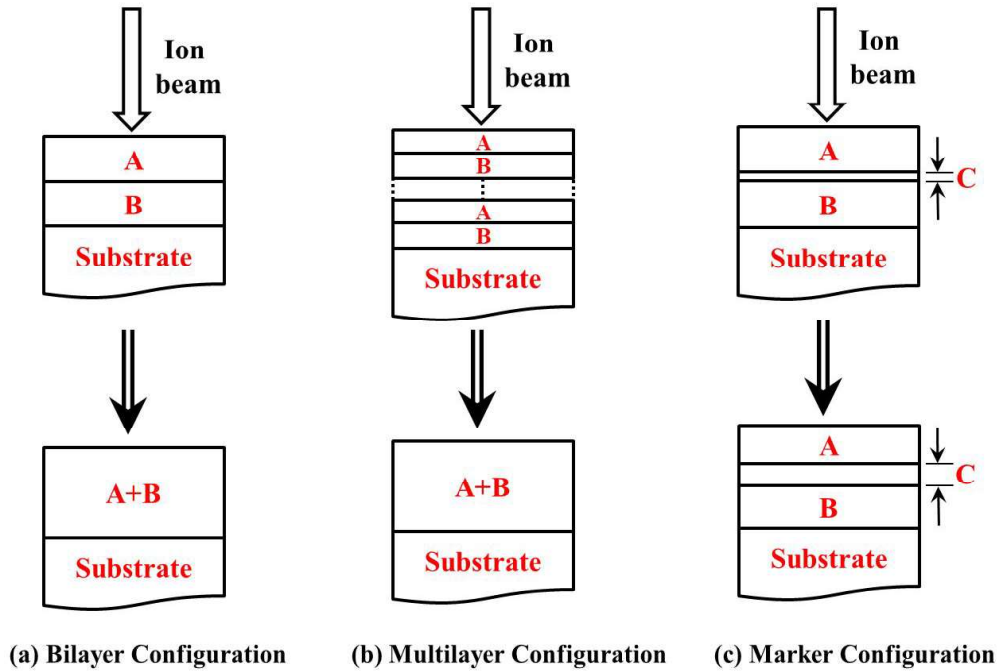 Ion
beam
A
B
Substrate
A+B
Substrate
(a) Bilayer Configuration
Ion
beam
A
B
A
B
Substrate
A+B
Substrate
(b) Multilayer Configuration
Ion
beam
A
C
B
Substrate
A
C
B
Substrate
(c) Marker Configuration